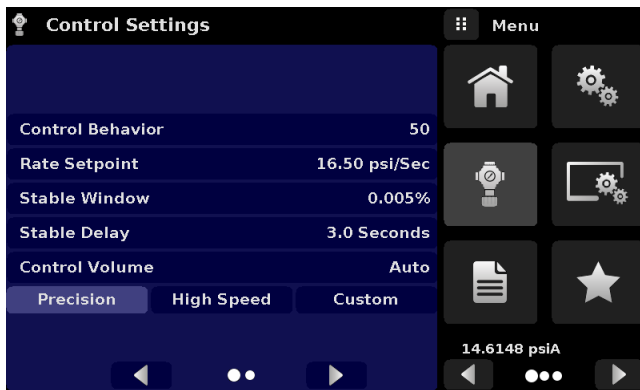 Control Settings
Menu
Control Behavior 50
Rate Setpoint 16.50 psi/Sec
Stable Window 0.005%
Stable Delay 3.0 Seconds
Control Volume Auto
Precision High Speed Custom
14.6148 psiA